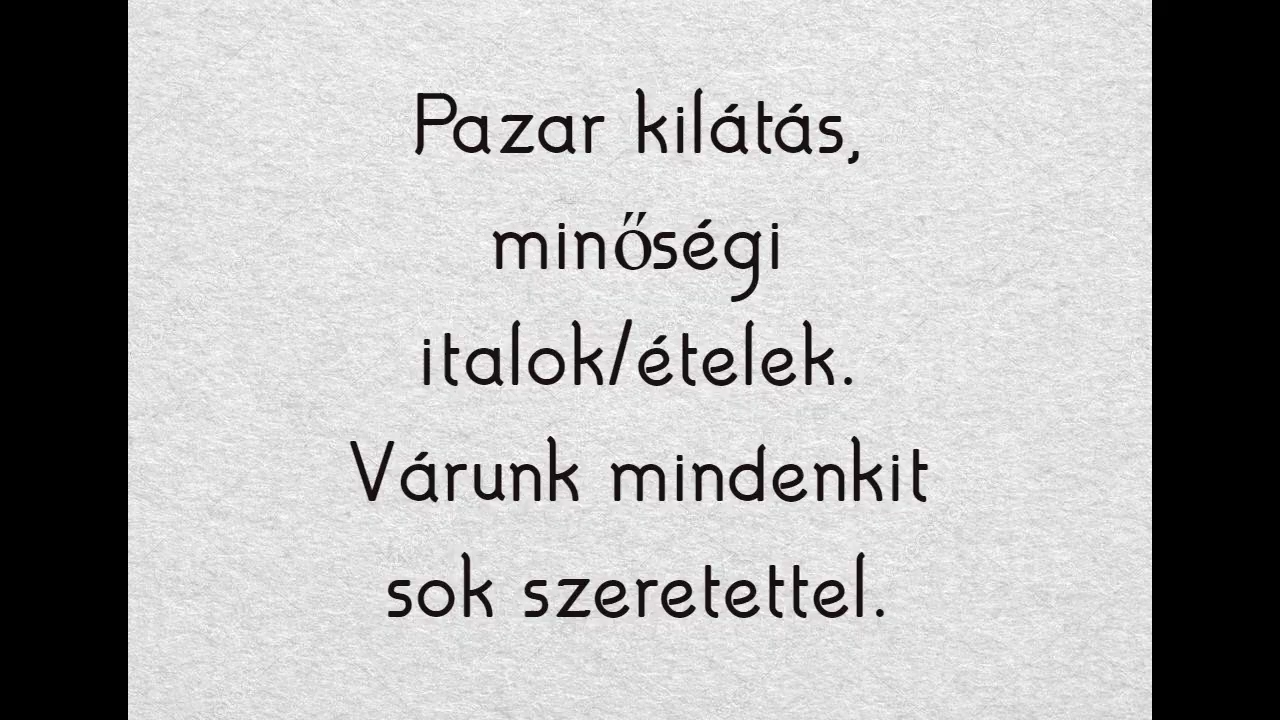 Pazar kilátás,
minőségi
italok/ételek.
Várunk mindenkit
sok szeretettel.